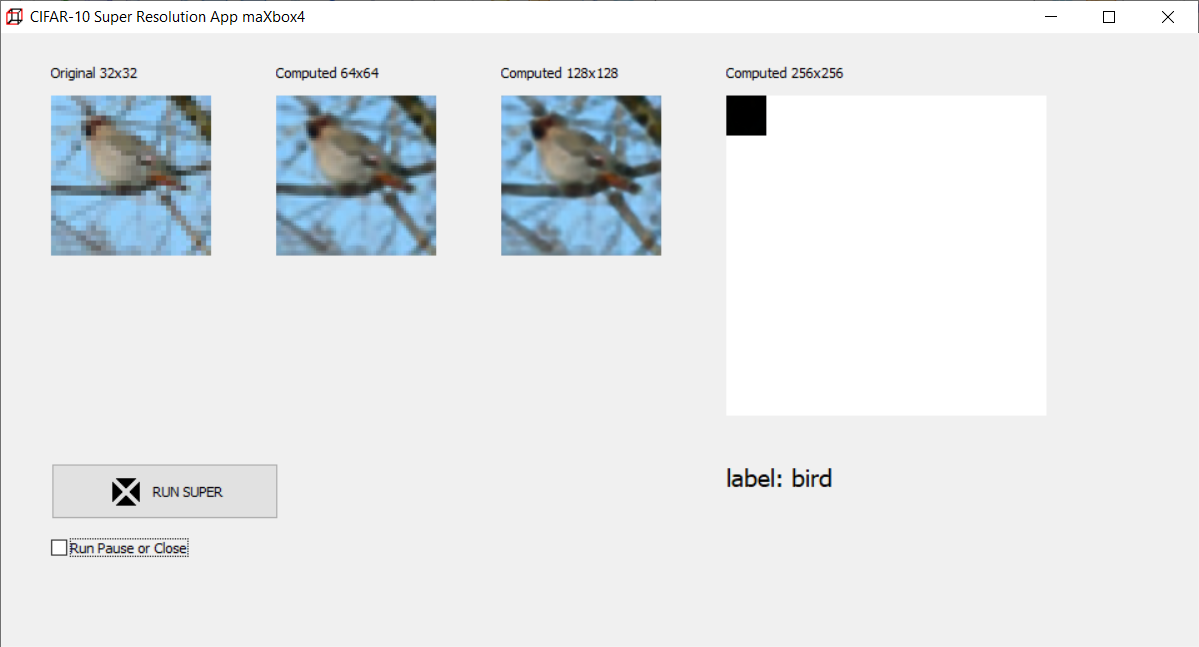 CIFAR-10 Super Resolution App maXbox4
Original 32x32
Computed 64x64
Computed 128x128
Computed 256x256
RUN SUPER
label: bird
Run Pause or Close